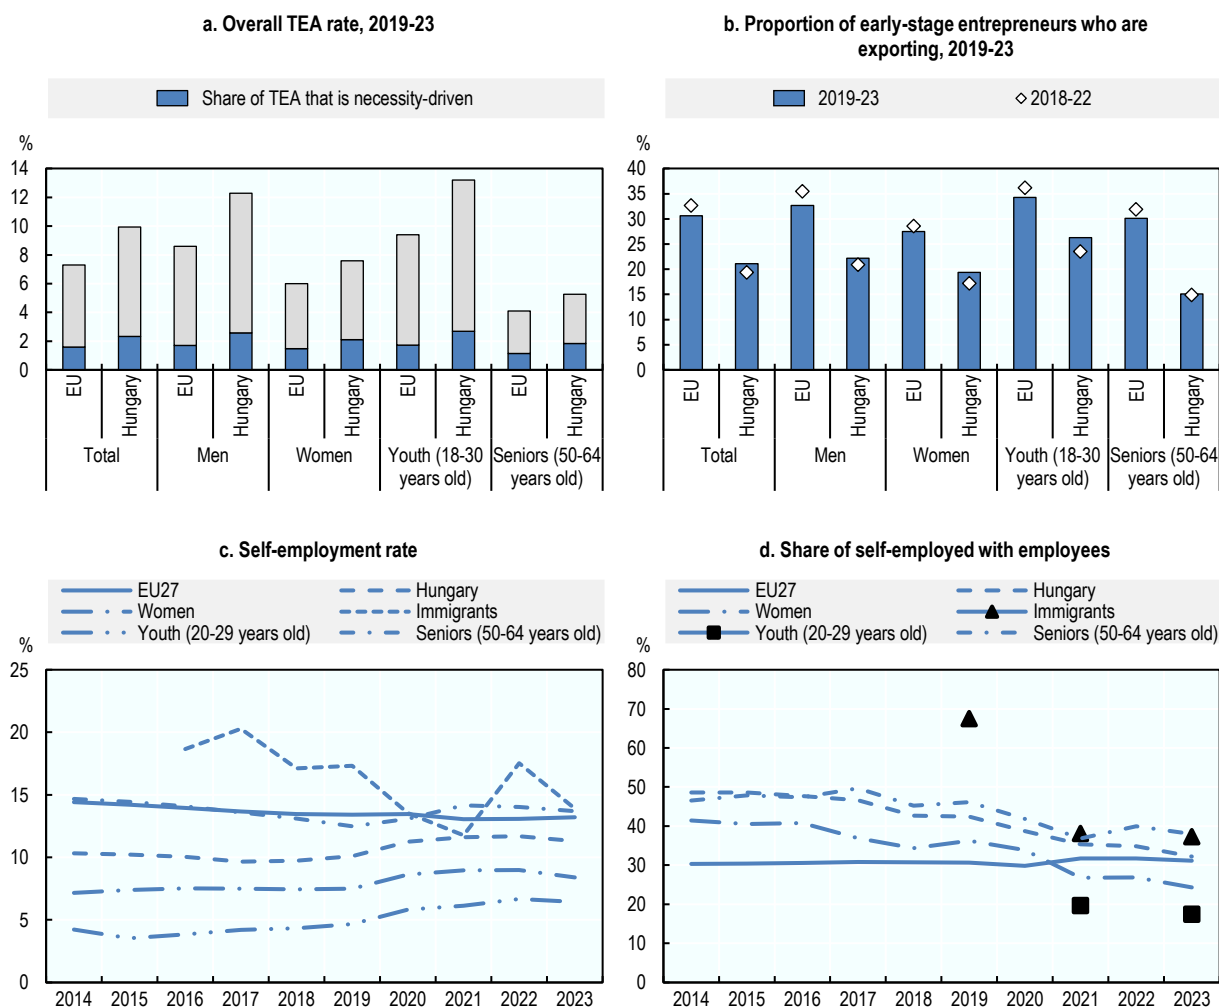 a. Overall TEA rate, 2019-23
Share of TEA that is necessity-driven
%
14
12
10
8
6
4
2
0
EU
Hungary
EU
Hungary
EU
Hungary
EU
Hungary
EU
Hungary
Total
Men
Women
Youth (18-30
years old)
Seniors (50-64
years old)
b. Proportion of early-stage entrepreneurs who are
exporting, 2019-23
2019-23
2018-22
%
40
35
30
25
20
15
10
5
0
EU
Hungary
EU
Hungary
EU
Hungary
EU
Hungary
EU
Hungary
Total
Men
Women
Youth (18-30
years old)
Seniors (50-64
years old)
c. Self-employment rate
EU27
Hungary
Women
Immigrants
Youth (20-29 years old)
Seniors (50-64 years old)
%
25
20
15
10
5
0
2014 2015 2016 2017 2018 2019 2020 2021 2022 2023
d. Share of self-employed with employees
EU27
Hungary
Women
Immigrants
Youth (20-29 years old)
Seniors (50-64 years old)
%
80
70
60
50
40
30
20
10
0
2014 2015 2016 2017 2018 2019 2020 2021 2022 2023